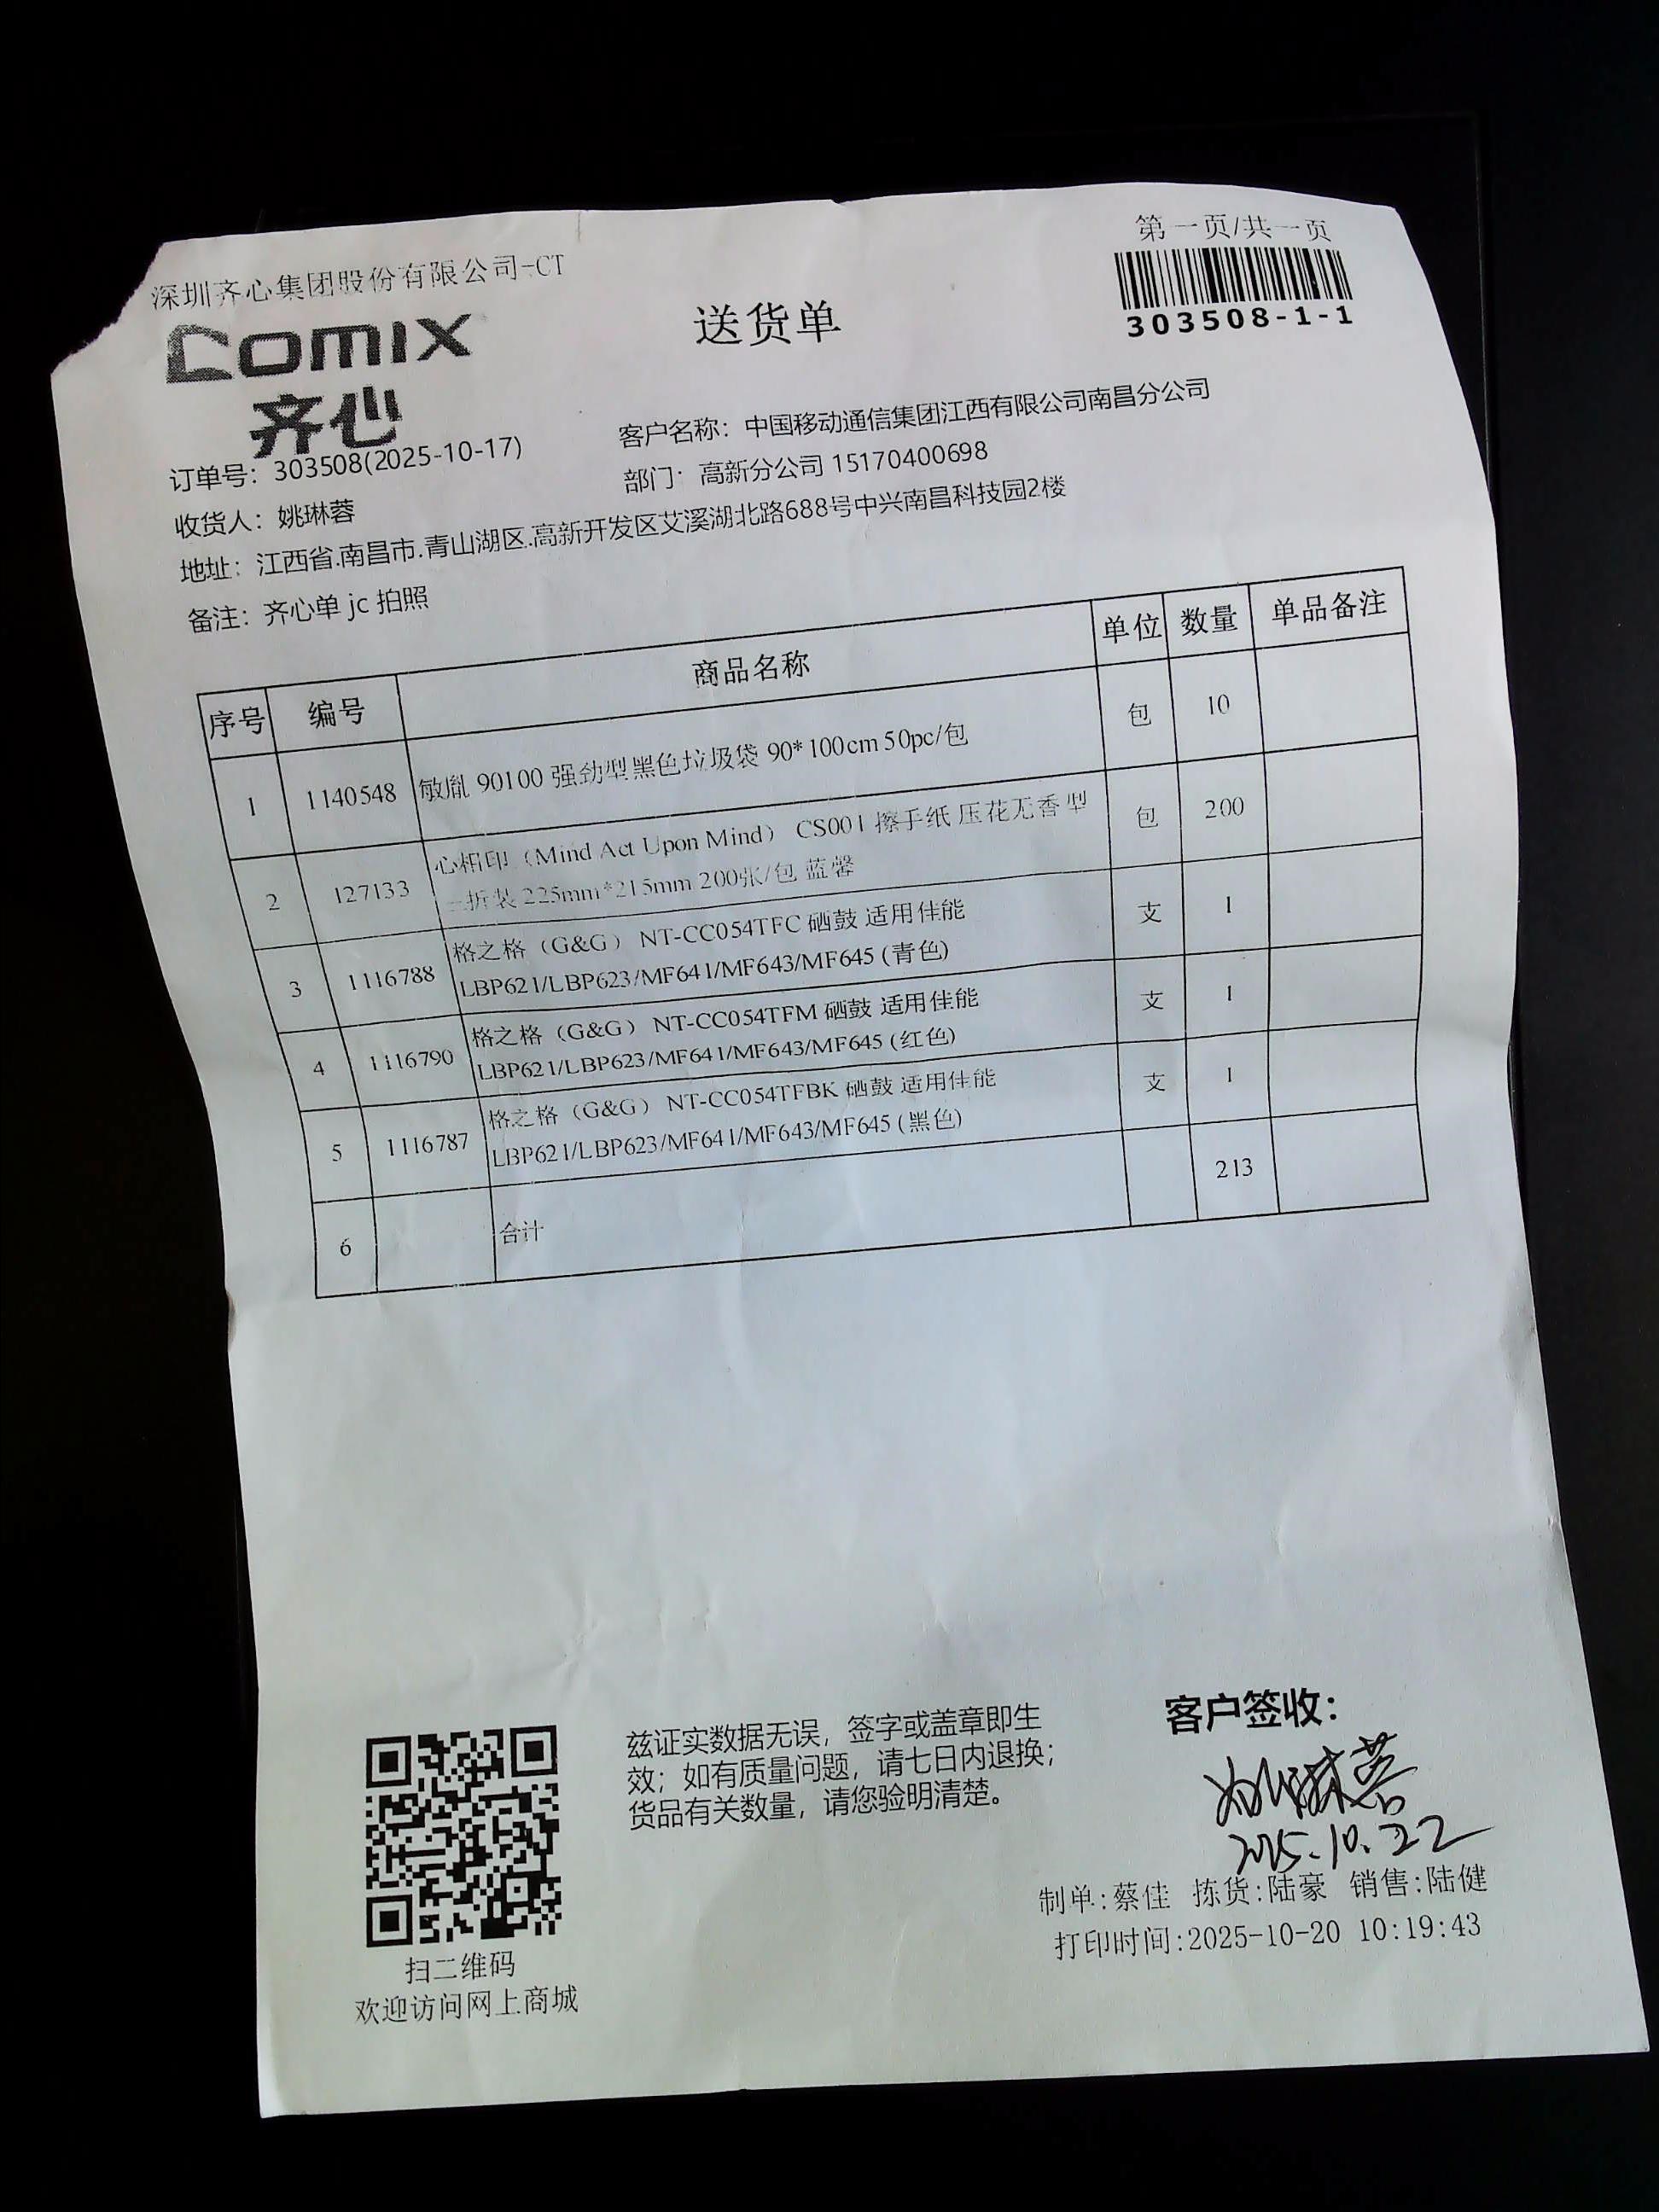 第一页/共一页
深圳齐心集团股份有限公司-CT
303508-1-1
comix
齐心
送货单
订单号：303508(2025-10-17)
客户名称：中国移动通信集团江西有限公司南昌分公司
收货人：姚琳蓉
部门：高新分公司 15170400698
地址：江西省.南昌市.青山湖区.高新开发区艾溪湖北路688号中兴南昌科技园2楼
备注：齐心单 jc 拍照
序号 编号 商品名称 单位 数量 单品备注
1 1140548 敏胤 90100 强劲型黑色垃圾袋 90*100cm 50pc/包 包 10
2 127133 心相印（Mind Act Upon Mind） CS001 擦手纸 压花无香型 包 200
三折装 225mm*215mm 200张/包 蓝馨
3 1116788 格之格（G&G） NT-CC054TFC 硒鼓 适用佳能 支 1
LBP621/LBP623/MF641/MF643/MF645 (青色)
4 1116790 格之格（G&G） NT-CC054TFM 硒鼓 适用佳能 支 1
LBP621/LBP623/MF641/MF643/MF645 (红色)
5 1116787 格之格（G&G） NT-CC054TFBK 硒鼓 适用佳能 支 1
LBP621/LBP623/MF641/MF643/MF645 (黑色)
6 合计 213
兹证实数据无误，签字或盖章即生
效；如有质量问题，请七日内退换；
货品有关数量，请您验明清楚。
客户签收：
姚琳蓉
2025.10.22
制单:蔡佳 拣货:陆豪 销售:陆健
打印时间:2025-10-20 10:19:43
扫二维码
欢迎访问网上商城